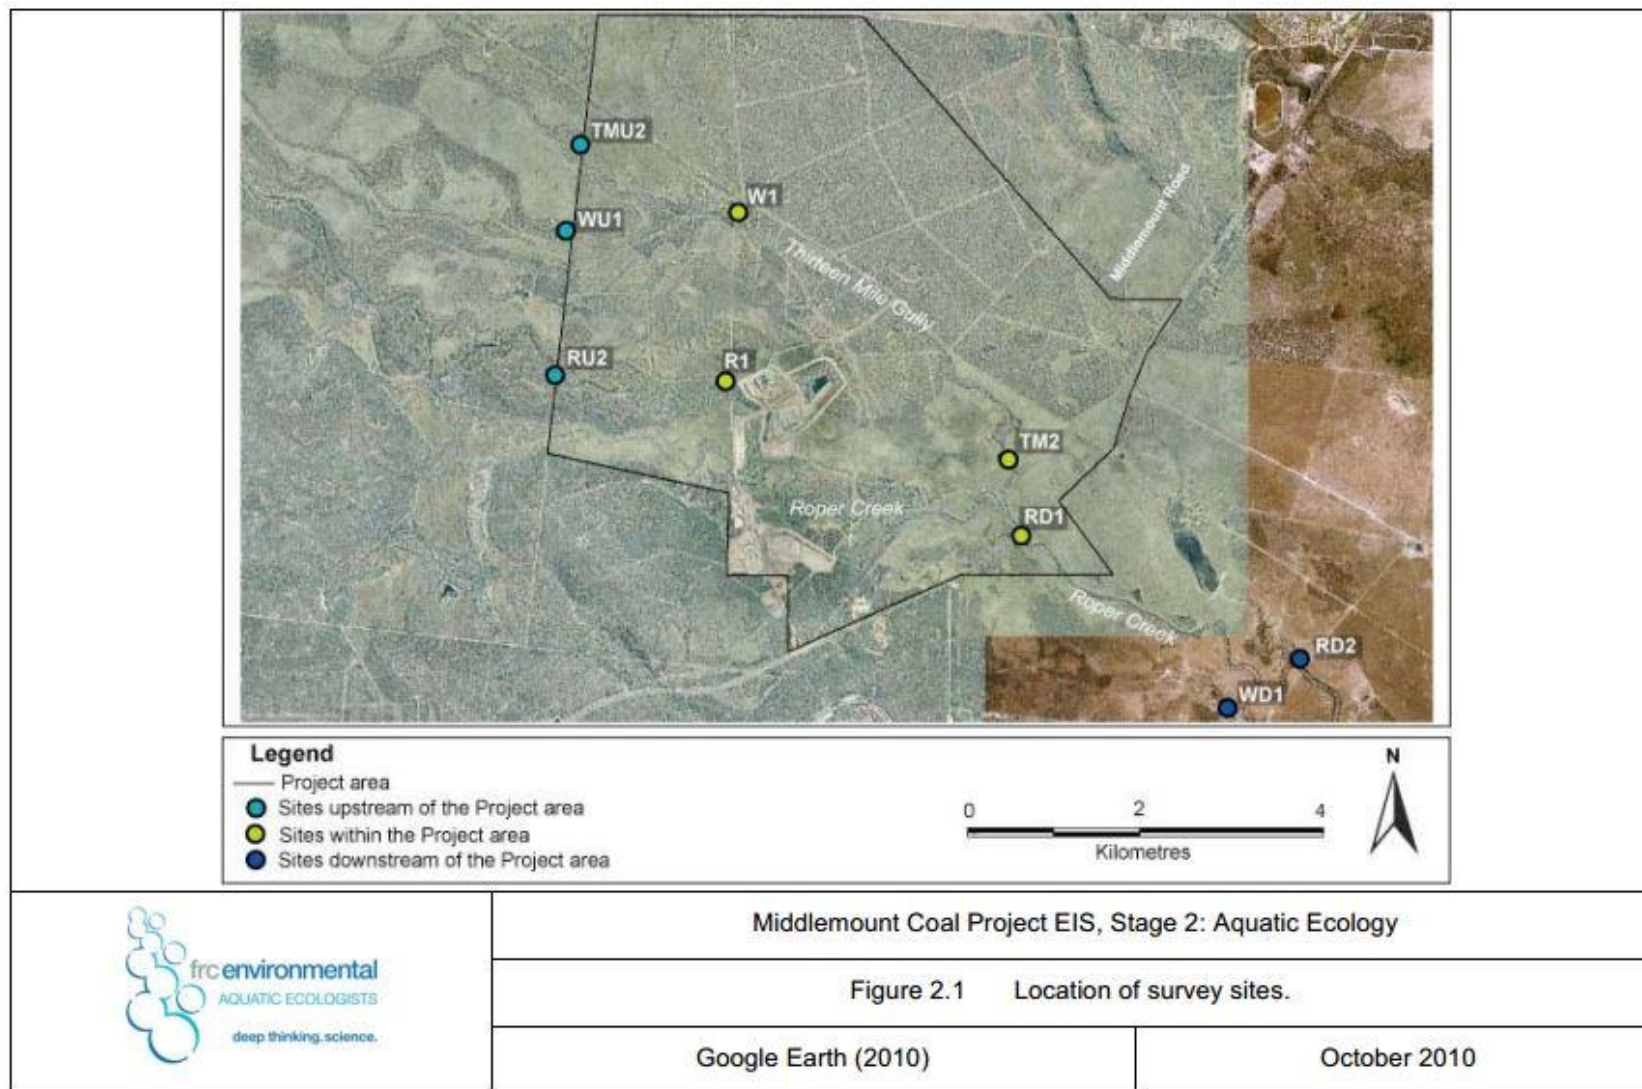 TMU2
W1
WU1
Middlemount Road
Thirteen Mile Gully
RU2
R1
TM2
Roper Creek
RD1
Roper Creek
RD2
WD1
Legend
Project area
Sites upstream of the Project area
Sites within the Project area
Sites downstream of the Project area
0 2 4
Kilometres
N
frcenvironmental
AQUATIC ECOLOGISTS
deep thinking. science.
Middlemount Coal Project EIS, Stage 2: Aquatic Ecology
Figure 2.1 Location of survey sites.
Google Earth (2010)
October 2010